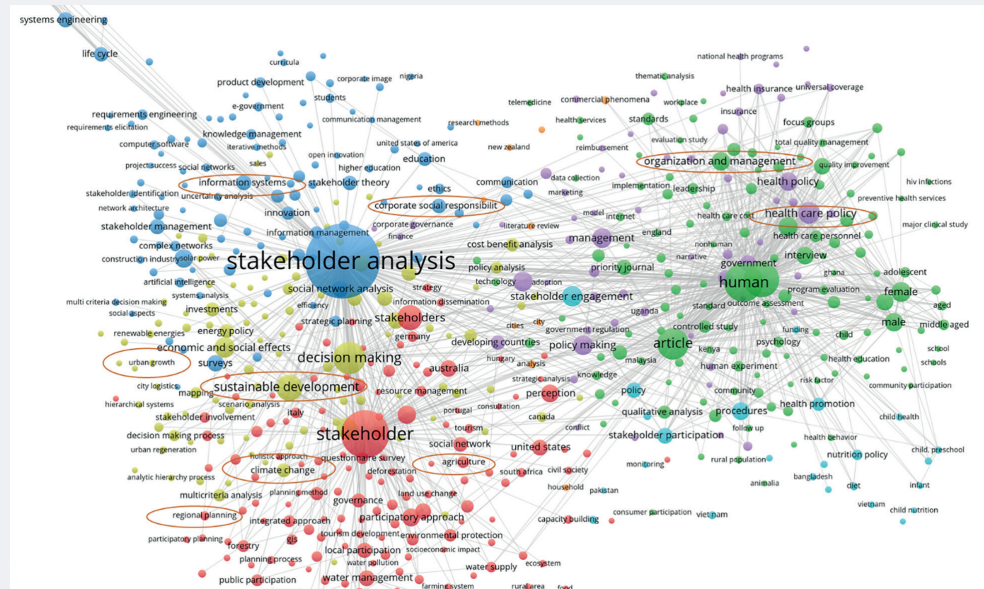 systems engineering
life cycle
curricula
product development
corporate image
nigeria
students
e-government
requirements engineering
requirements elicitation
communication management
knowledge management
computer software
iterative methods
united states of america
research methods
sales
open innovation
education
project success
social networks
higher education
information systems
stakeholder theory
uncertainty analysis
ethics
communication
stakeholder identification
corporate social responsibilit
network architecture
innovation
stakeholder management
corporate governance
information management
finance
literature review
complex networks
cost benefit analysis
construction industry
solar power
stakeholder analysis
policy analysis
artificial intelligence
technology
adoption
social network analysis
strategy
systems analysis
stakeholder engagement
multi criteria decision making
information dissemination
efficiency
investments
social aspects
stakeholders
strategic planning
cities
city
renewable energies
energy policy
germany
government regulation
economic and social effects
developing countries
policy making
decision making
hungary
urban growth
surveys
analysis
australia
knowledge
strategic analysis
city logistics
sustainable development
resource management
mapping
perception
hierarchical systems
scenario analysis
italy
portugal
consultation
stakeholder involvement
canada
tourism
conflict
decision making process
stakeholder
social network
urban regeneration
united states
holistic approach
questionnaire survey
agriculture
climate change
deforestation
south africa
civil society
analytic hierarchy process
household
pakistan
multicriteria analysis
planning method
land use change
governance
regional planning
integrated approach
participatory approach
capacity building
tourism development
environmental protection
participatory planning
gis
forestry
local participation
socioeconomic impact
planning process
water pollution
ecosystem
water supply
public participation
water management
farming system
rural area
food
national health programs
thematic analysis
health insurance
universal coverage
telemedicine
commercial phenomena
workplace
insurance
health services
standards
focus groups
evaluation study
total quality management
new zealand
reimbursement
organization and management
quality improvement
data collection
implementation
leadership
health policy
hiv infections
marketing
preventive health services
model
internet
health care cost
health care policy
major clinical study
england
management
nonhuman
health care personnel
narrative
interview
priority journal
government
ghana
adolescent
human
program evaluation
female
uganda
standard
outcome assessment
aged
controlled study
funding
male
middle aged
article
kenya
psychology
child
malaysia
schools
human experiment
health education
school
risk factor
community participation
policy
community
health promotion
qualitative analysis
procedures
child health
follow up
stakeholder participation
health behavior
rural population
nutrition policy
child, preschool
monitoring
bangladesh
animalia
diet
infant
vietnam
consumer participation
viet nam
child nutrition